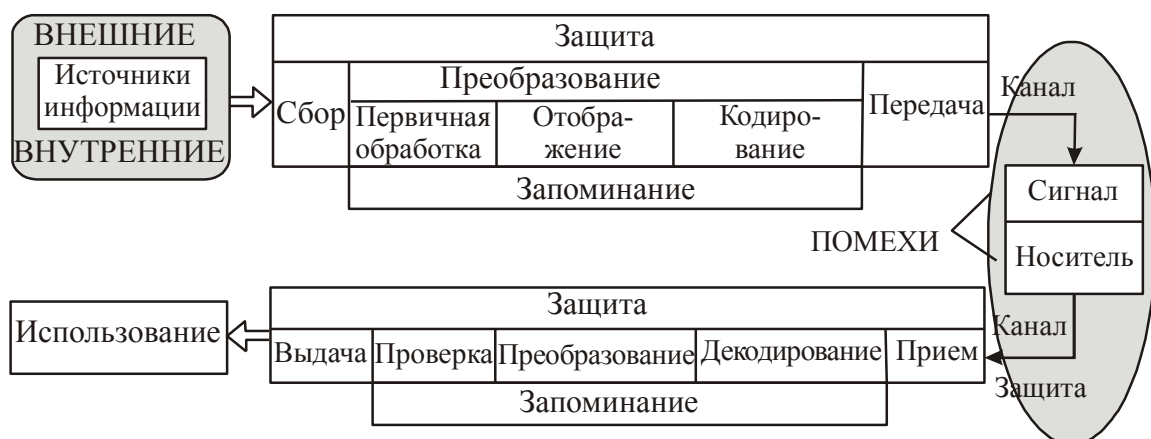 ВНЕШНИЕ
Источники
информации
ВНУТРЕННИЕ
Защита
Сбор
Преобразование
Первичная
обработка
Отобра-
жение
Кодиро-
вание
Запоминание
Передача
Канал
Сигнал
Носитель
ПОМЕХИ
Канал
Защита
Защита
Прием
Декодирование
Преобразование
Проверка
Выдача
Запоминание
Использование